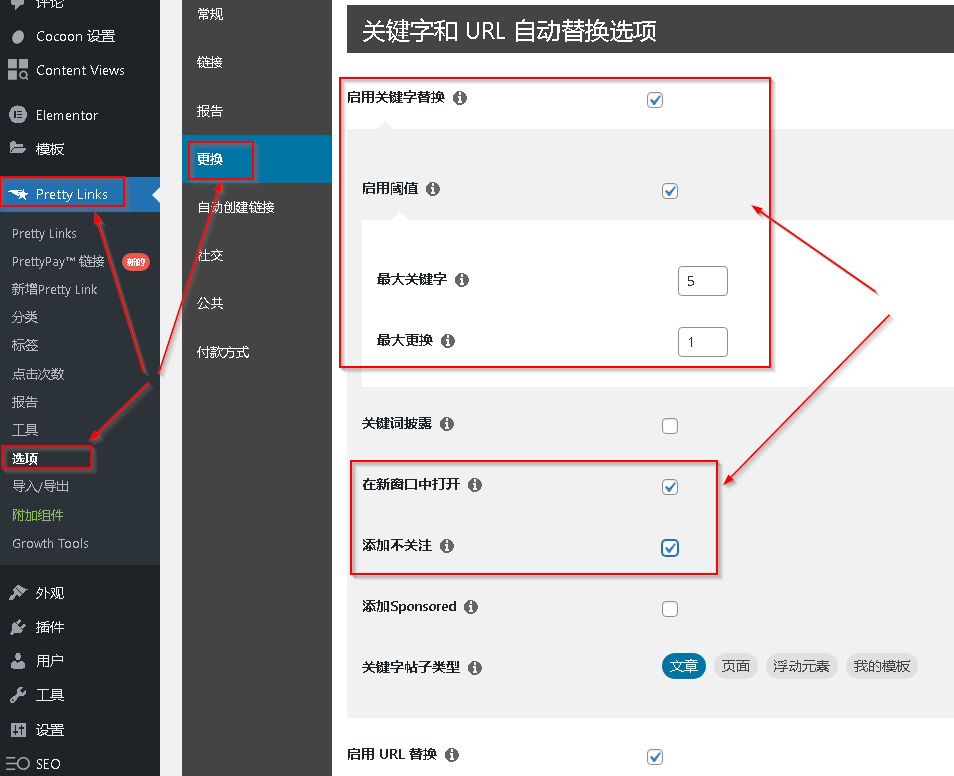 评论
Cocoon 设置
Content Views
Elementor
模板
Pretty Links
Pretty Links
PrettyPay™ 链接 新的
新增Pretty Link
分类
标签
点击次数
报告
工具
选项
导入/导出
附加组件
Growth Tools
外观
插件
用户
工具
设置
SEO
常规
链接
报告
更换
自动创建链接
社交
公共
付款方式
关键字和 URL 自动替换选项
启用关键字替换
启用阈值
最大关键字 5
最大更换 1
关键词披露
在新窗口中打开
添加不关注
添加Sponsored
关键字帖子类型 文章 页面 浮动元素 我的模板
启用 URL 替换